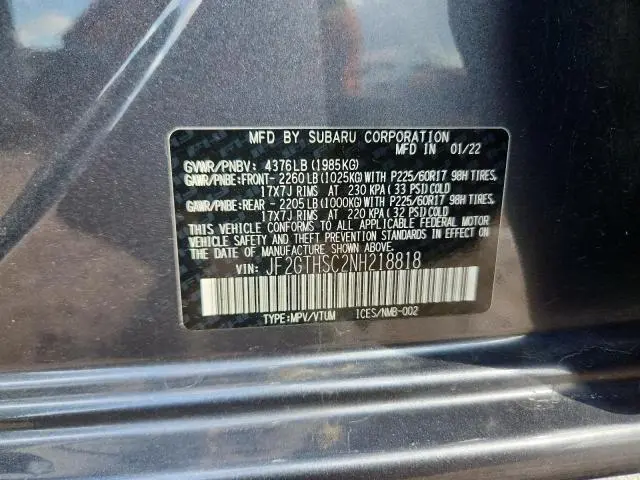 MFD BY SUBARU CORPORATION
MFD IN 01/22
GVWR/PNBV: 4376LB(1985KG)
GAWR/PNBE:FRONT- 2260LB(1025KG)WITH P225/60R17 98H TIRES,
17X7J RIMS AT 230 KPA(33 PSI)COLD
GAWR/PNBE:REAR - 2205LB(1000KG)WITH P225/60R17 98H TIRES,
17X7J RIMS AT 220 KPA(32 PSI)COLD
THIS VEHICLE CONFORMS TO ALL APPLICABLE FEDERAL MOTOR
VEHICLE SAFETY, BUMPER AND THEFT PREVENTION STANDARDS IN EFFECT ON
THE DATE OF MANUFACTURE SHOWN ABOVE.
VIN: JF2GTHSC2NH218818
TYPE:MPV/VTUM ICES/NMB-002